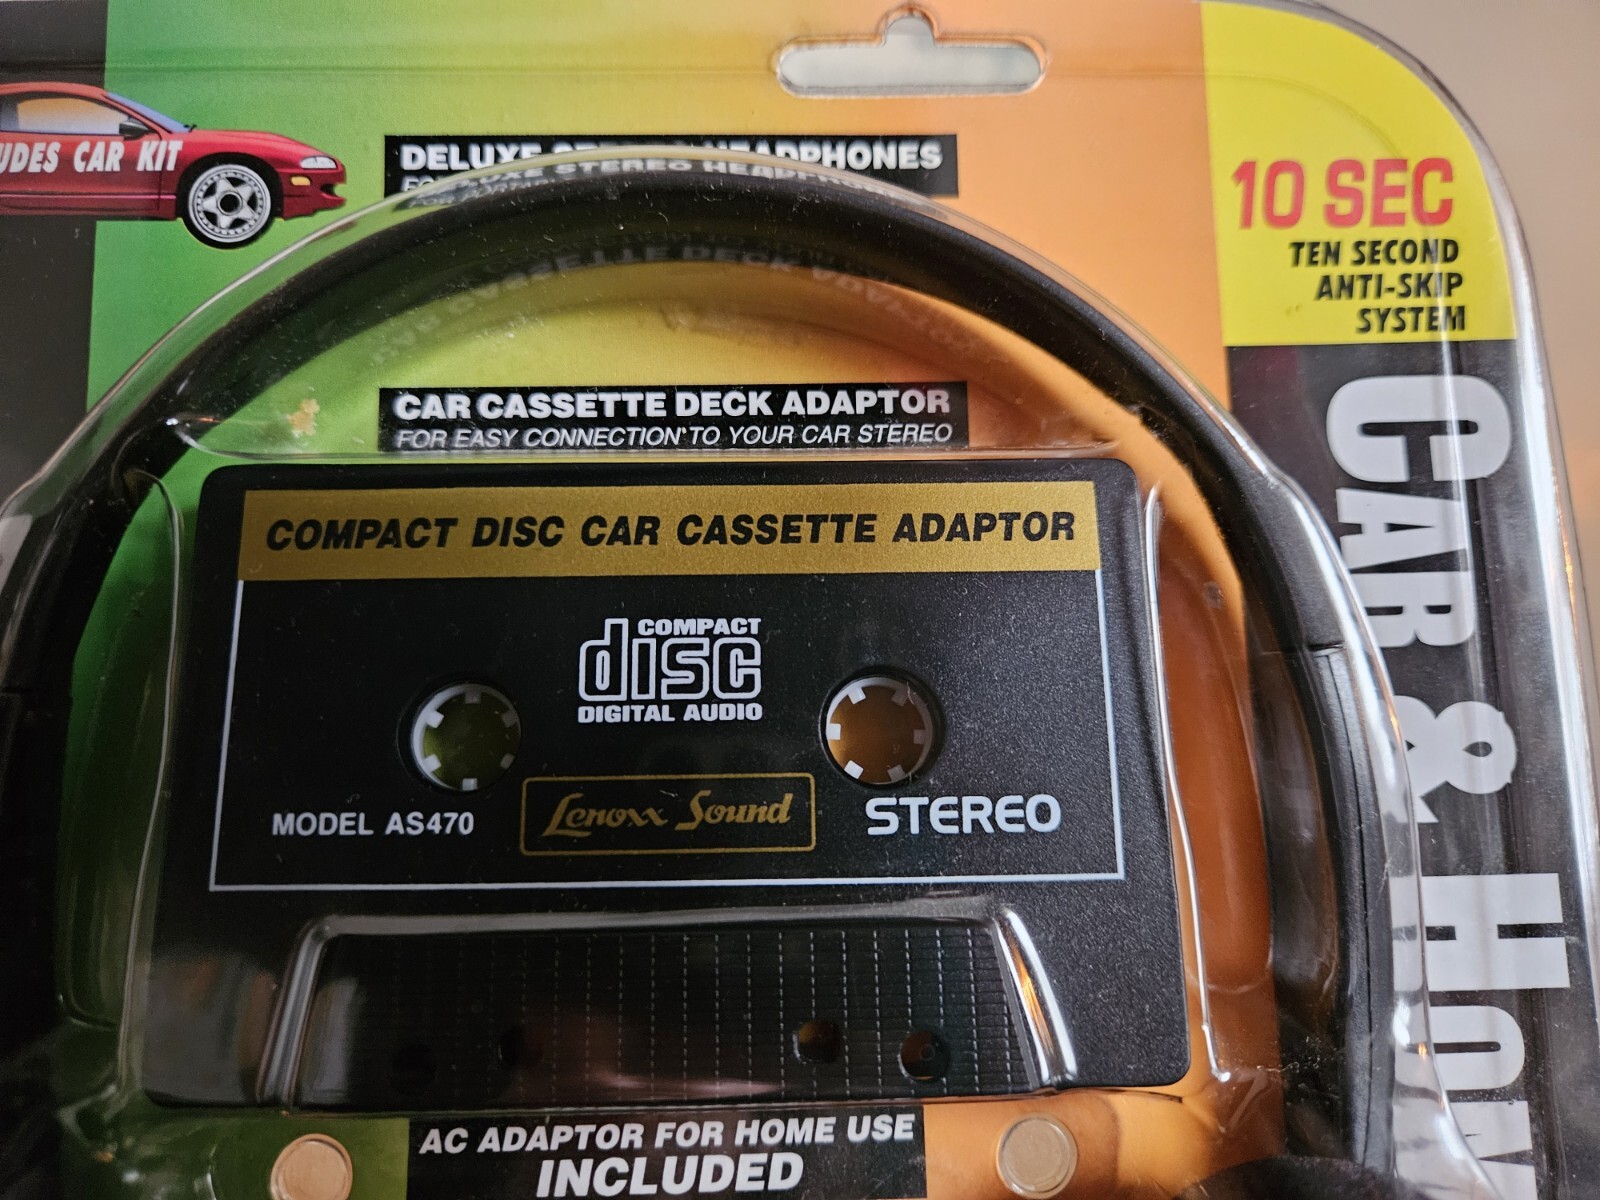 UDES CAR KIT
DELUXE STEREO HEADPHONES
10 SEC
TEN SECOND
ANTI-SKIP
SYSTEM
CAR CASSETTE DECK ADAPTOR
FOR EASY CONNECTION TO YOUR CAR STEREO
COMPACT DISC CAR CASSETTE ADAPTOR
COMPACT
disc
DIGITAL AUDIO
MODEL AS470
Lenoxx Sound
STEREO
AC ADAPTOR FOR HOME USE
INCLUDED
CAR & HOM